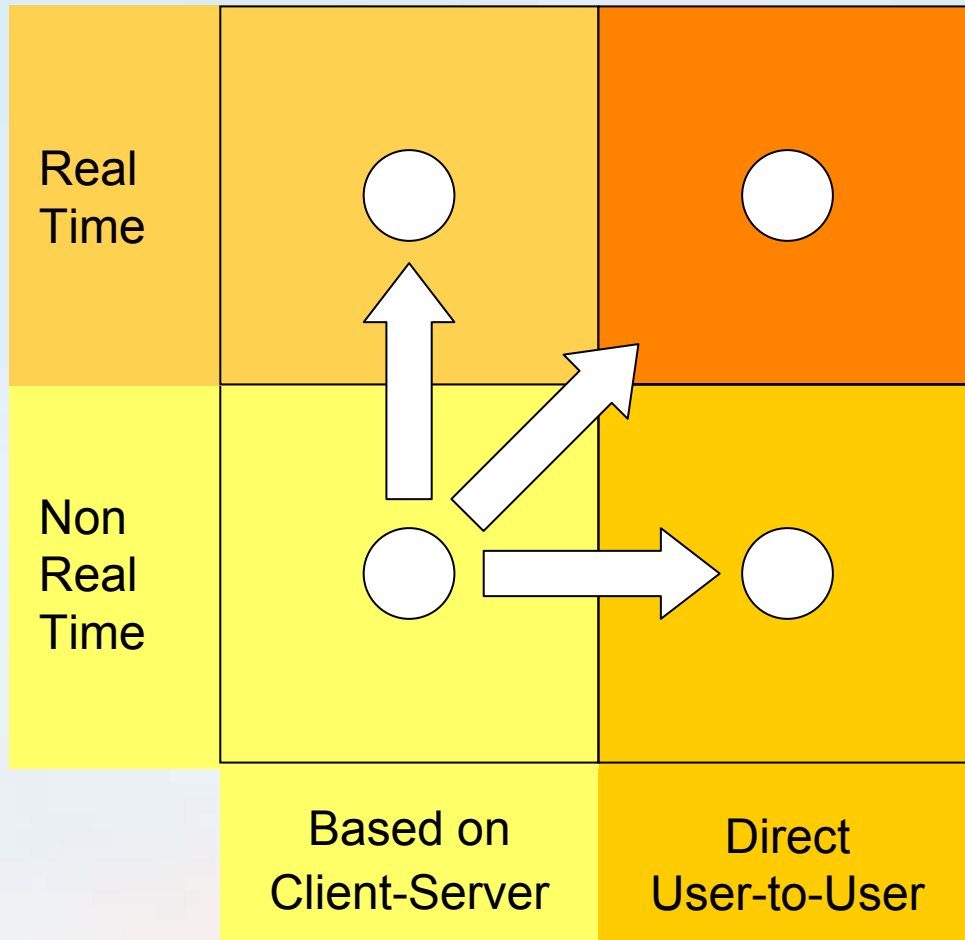 Real
Time
Non
Real
Time
Based on
Client-Server
Direct
User-to-User